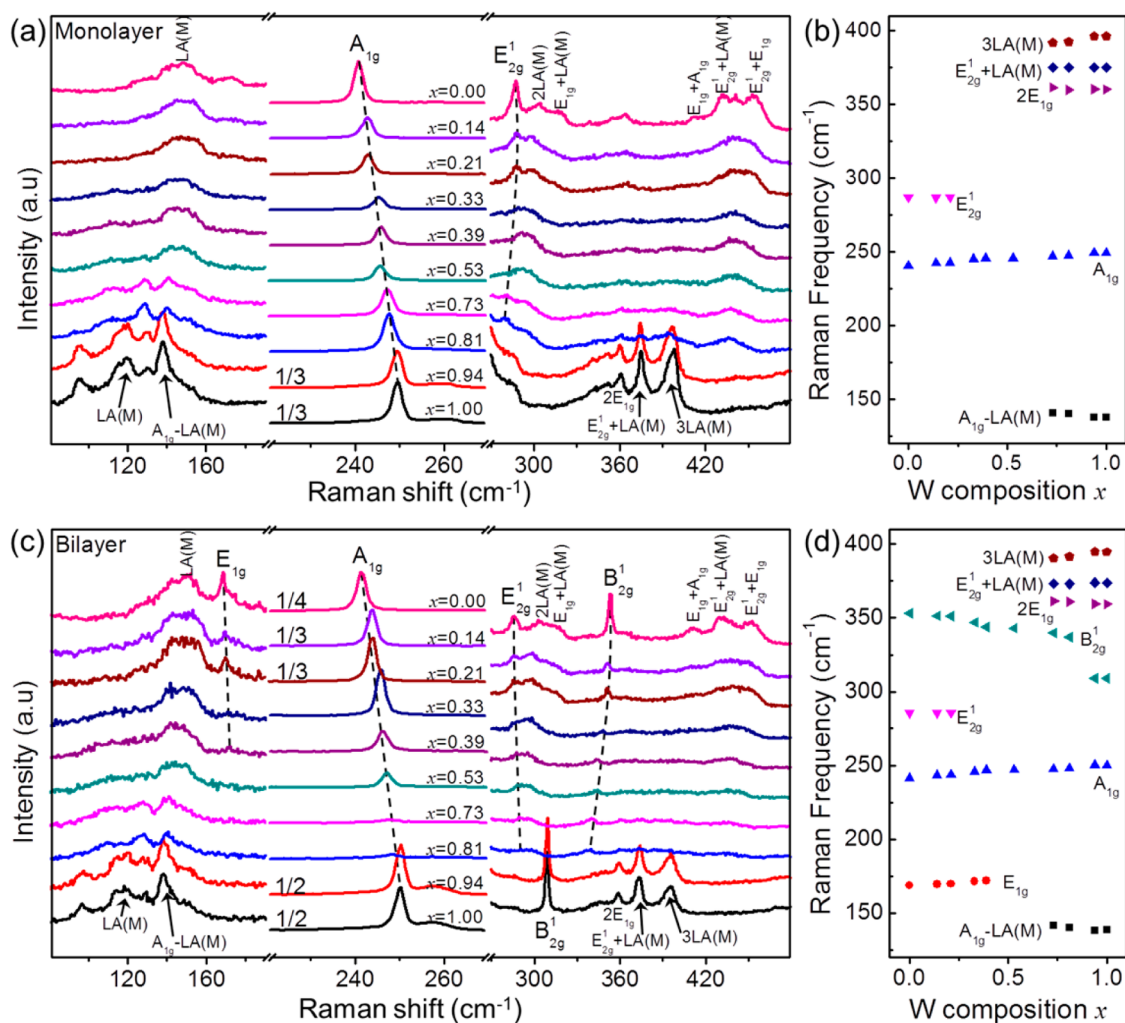 (a) Monolayer
LA(M)
A1g
E¹2g
2LA(M)
E1g+LA(M)
E1g+A1g
E¹2g+LA(M)
E¹2g+E1g
x=0.00
x=0.14
x=0.21
x=0.33
x=0.39
x=0.53
x=0.73
x=0.81
1/3 x=0.94
1/3 x=1.00
LA(M)
A1g-LA(M)
2E1g
E¹2g+LA(M)
3LA(M)
Intensity (a.u)
120 160 240 260 300 360 420
Raman shift (cm-1)
(b)
400
350
300
250
200
150
3LA(M)
E¹2g+LA(M)
2E1g
E¹2g
A1g
A1g-LA(M)
Raman Frequency (cm-1)
0.0 0.5 1.0
W composition x
(c) Bilayer
LA(M)
E1g
A1g
E¹2g
2LA(M)
E1g+LA(M)
B¹2g
E1g+A1g
E¹2g+LA(M)
E¹2g+E1g
1/4 x=0.00
1/3 x=0.14
1/3 x=0.21
x=0.33
x=0.39
x=0.53
x=0.73
x=0.81
1/2 x=0.94
1/2 x=1.00
LA(M)
A1g-LA(M)
B¹2g
2E1g
E¹2g+LA(M)
3LA(M)
Intensity (a.u)
120 160 240 260 300 360 420
Raman shift (cm-1)
(d)
400
350
300
250
200
150
3LA(M)
E¹2g+LA(M)
2E1g
B¹2g
E¹2g
A1g
E1g
A1g-LA(M)
Raman Frequency (cm-1)
0.0 0.5 1.0
W composition x